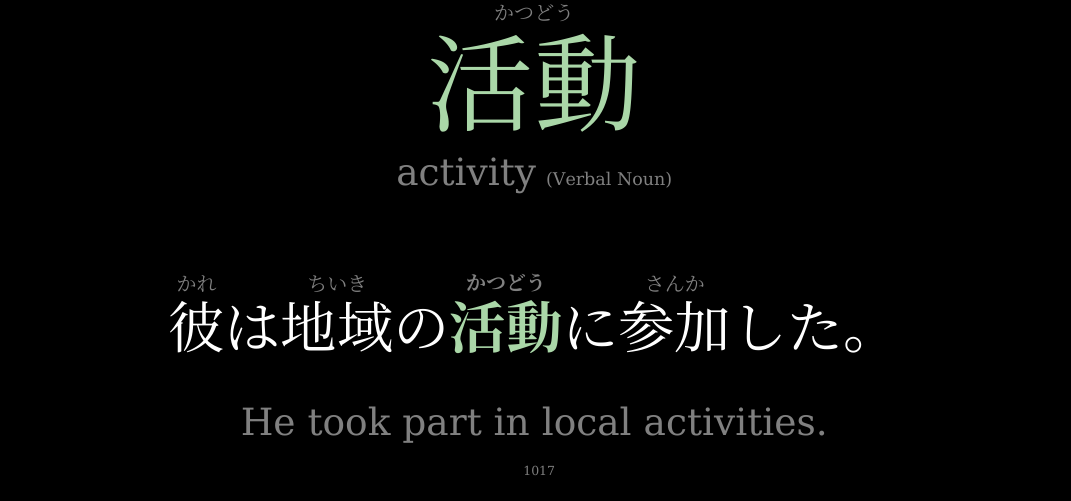 かつどう
活動
activity (Verbal Noun)
かれ ちいき かつどう さんか
彼は地域の活動に参加した。
He took part in local activities.
1017